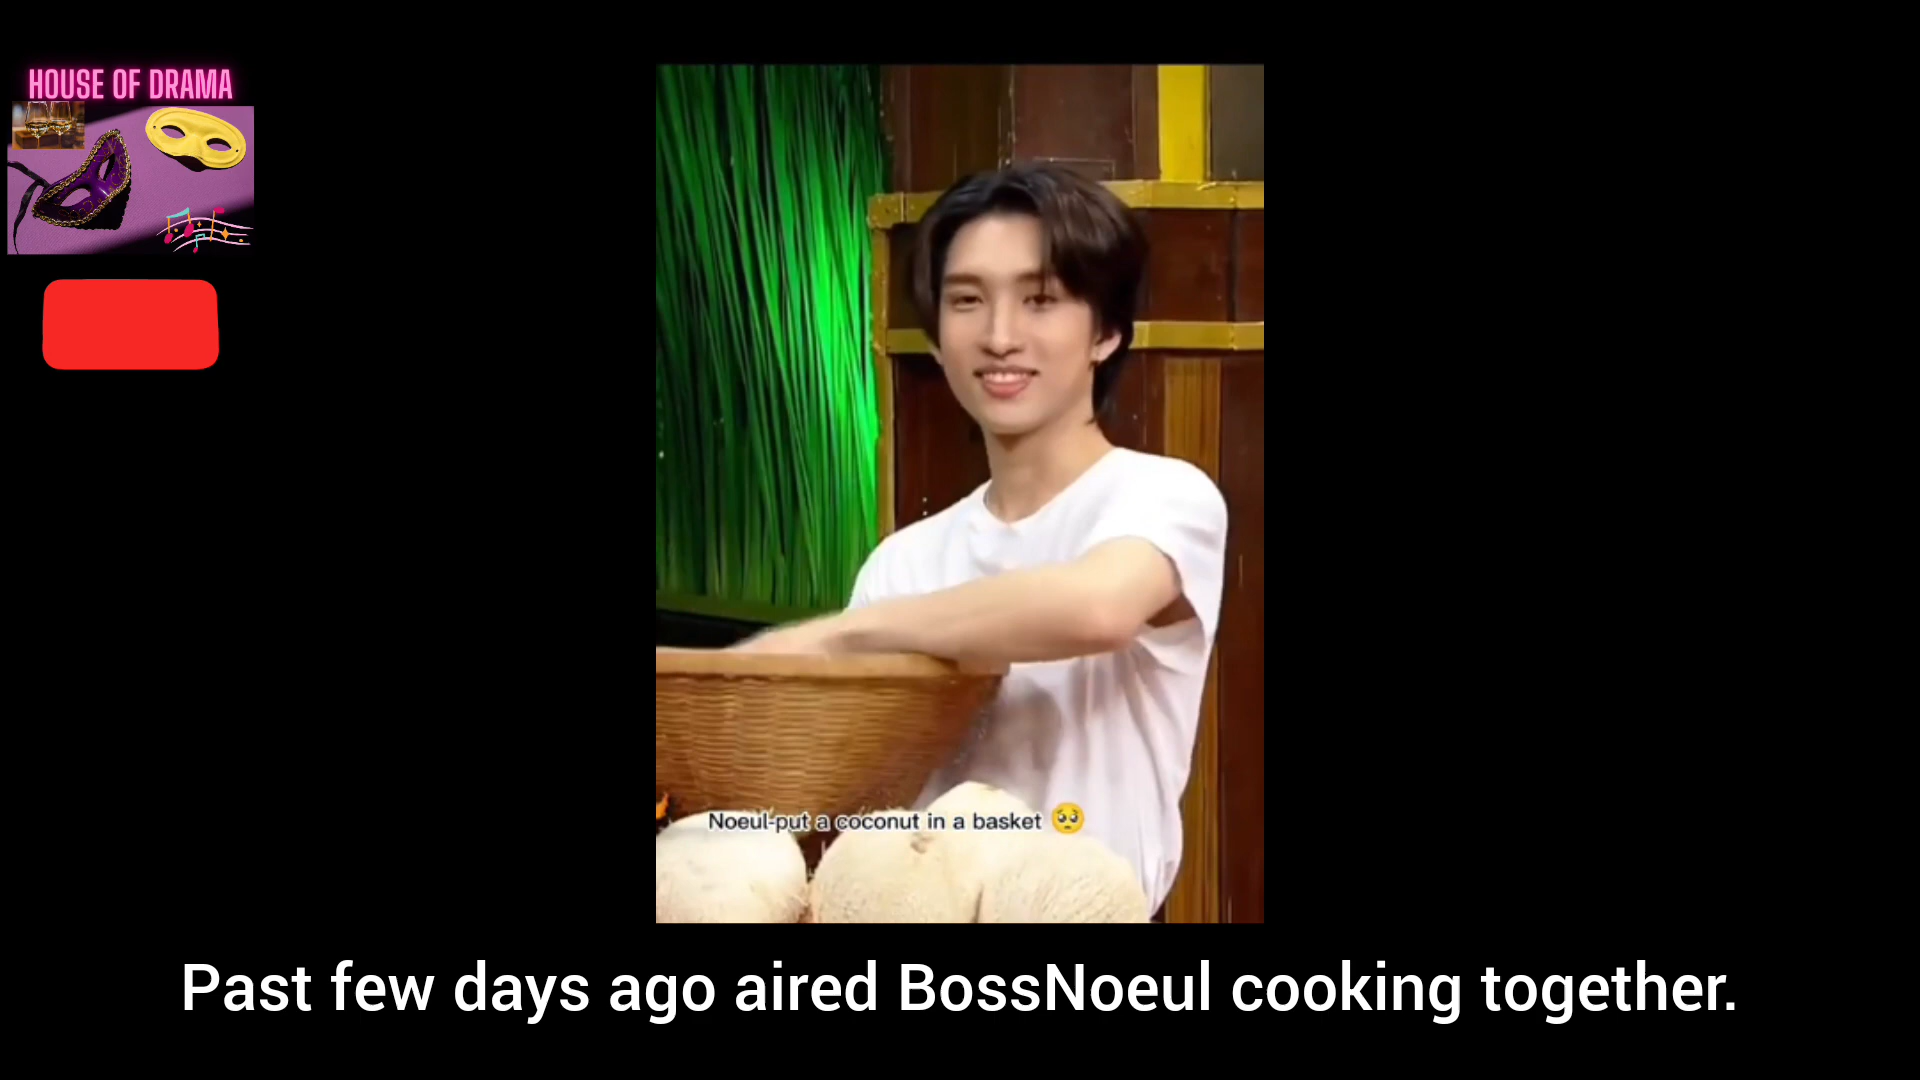 HOUSE OF DRAMA
Noeul-put a coconut in a basket 🥺
Past few days ago aired BossNoeul cooking together.